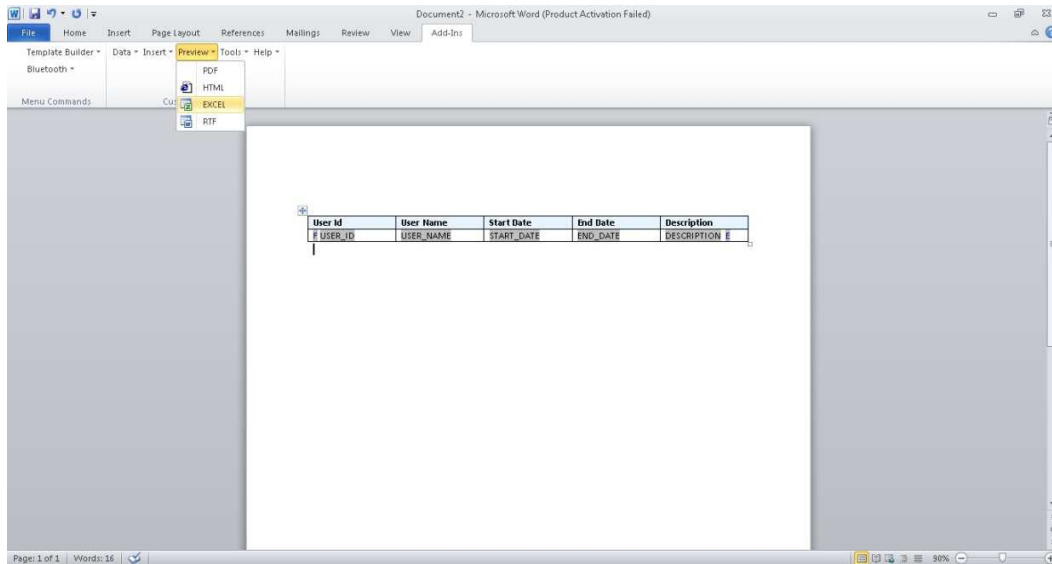 Document2 - Microsoft Word (Product Activation Failed)
File Home Insert Page Layout References Mailings Review View Add-Ins
Template Builder Data Insert Preview Tools Help
Bluetooth
PDF
HTML
Menu Commands Cus EXCEL
RTF
User Id User Name Start Date End Date Description
F USER_ID USER_NAME START_DATE END_DATE DESCRIPTION E
Page: 1 of 1 Words: 16 90%